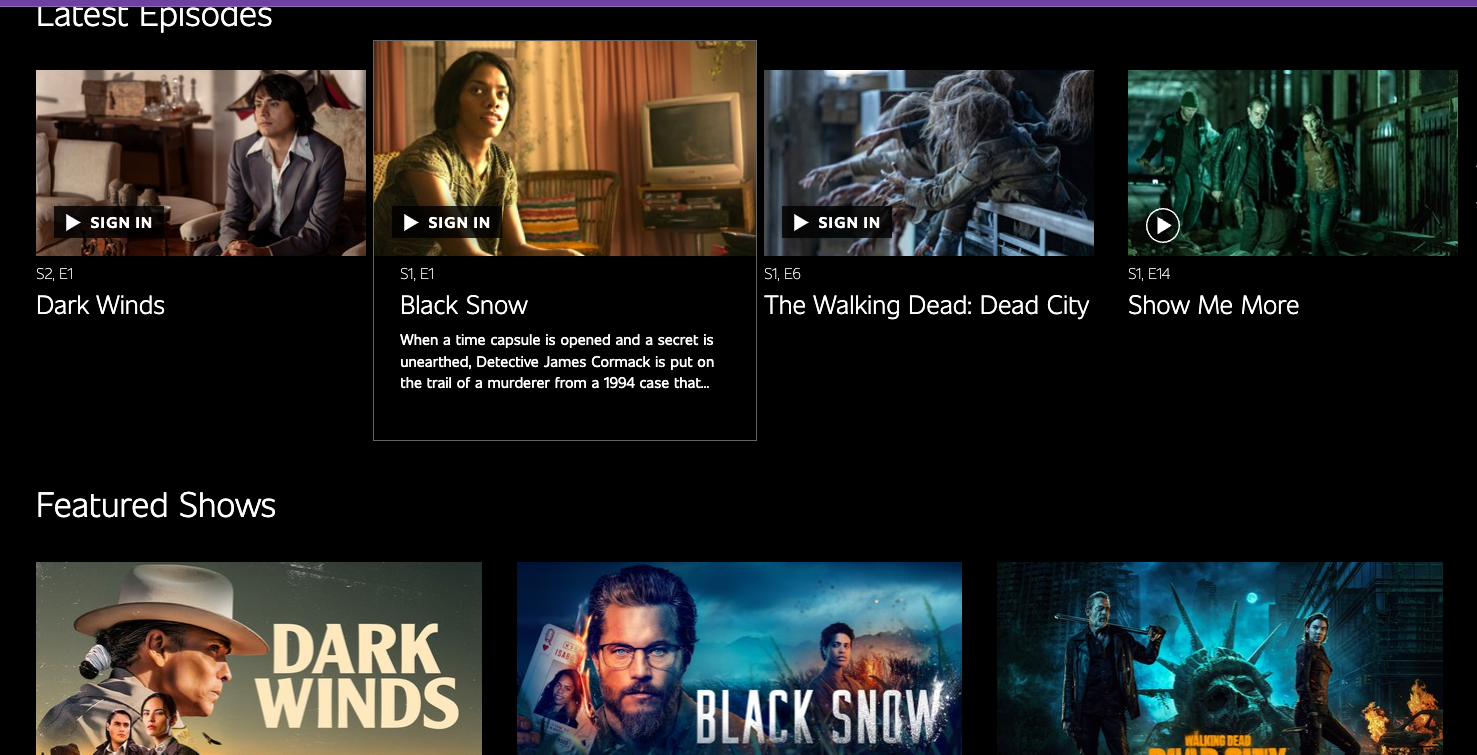 Latest Episodes
SIGN IN
SIGN IN
SIGN IN
S2, E1
Dark Winds
S1, E1
Black Snow
When a time capsule is opened and a secret is
unearthed, Detective James Cormack is put on
the trail of a murderer from a 1994 case that...
S1, E6
The Walking Dead: Dead City
S1, E14
Show Me More
Featured Shows
DARK
WINDS
Q
ISAB
BLACK SNOW
WALKING DEAD
DEAD CITY